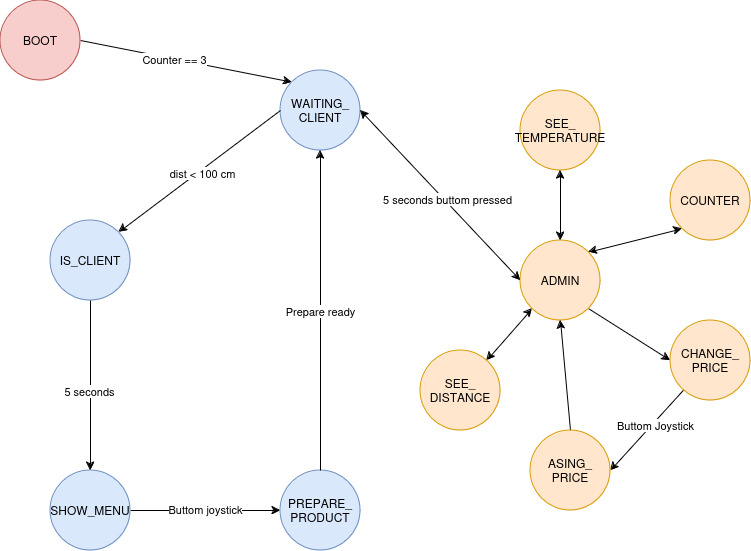 BOOT
Counter == 3
WAITING_
CLIENT
SEE_
TEMPERATURE
dist < 100 cm
5 seconds buttom pressed
COUNTER
IS_CLIENT
ADMIN
Prepare ready
CHANGE_
PRICE
5 seconds
SEE_
DISTANCE
Buttom Joystick
ASING_
PRICE
SHOW_MENU
Buttom joystick
PREPARE_
PRODUCT